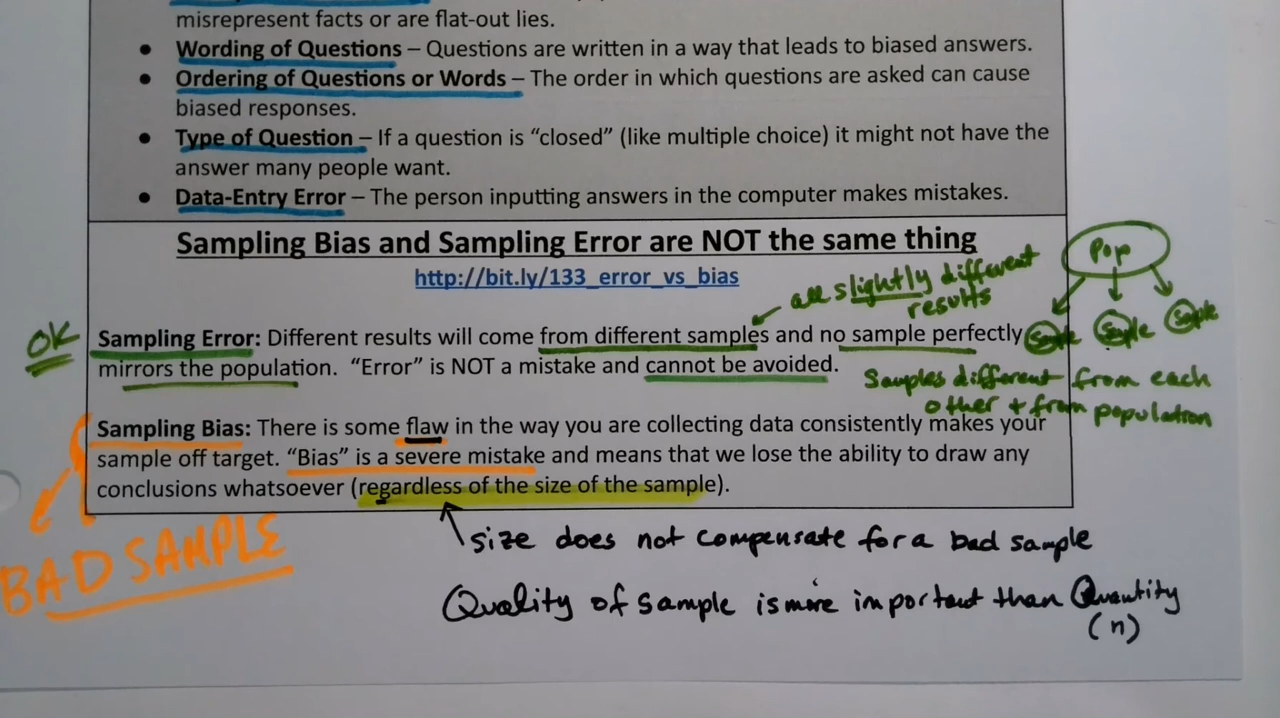 misrepresent facts or are flat-out lies.
• Wording of Questions – Questions are written in a way that leads to biased answers.
• Ordering of Questions or Words – The order in which questions are asked can cause
biased responses.
• Type of Question – If a question is “closed” (like multiple choice) it might not have the
answer many people want.
• Data-Entry Error – The person inputting answers in the computer makes mistakes.
Sampling Bias and Sampling Error are NOT the same thing
http://bit.ly/133_error_vs_bias
all slightly different
results
Pop
Sample Sample Sample
OK
Sampling Error: Different results will come from different samples and no sample perfectly
mirrors the population. “Error” is NOT a mistake and cannot be avoided.
Samples different from each
other + from population
Sampling Bias: There is some flaw in the way you are collecting data consistently makes your
sample off target. “Bias” is a severe mistake and means that we lose the ability to draw any
conclusions whatsoever (regardless of the size of the sample).
BAD SAMPLE
size does not compensate for a bad sample
Quality of sample is more important than Quantity
(n)